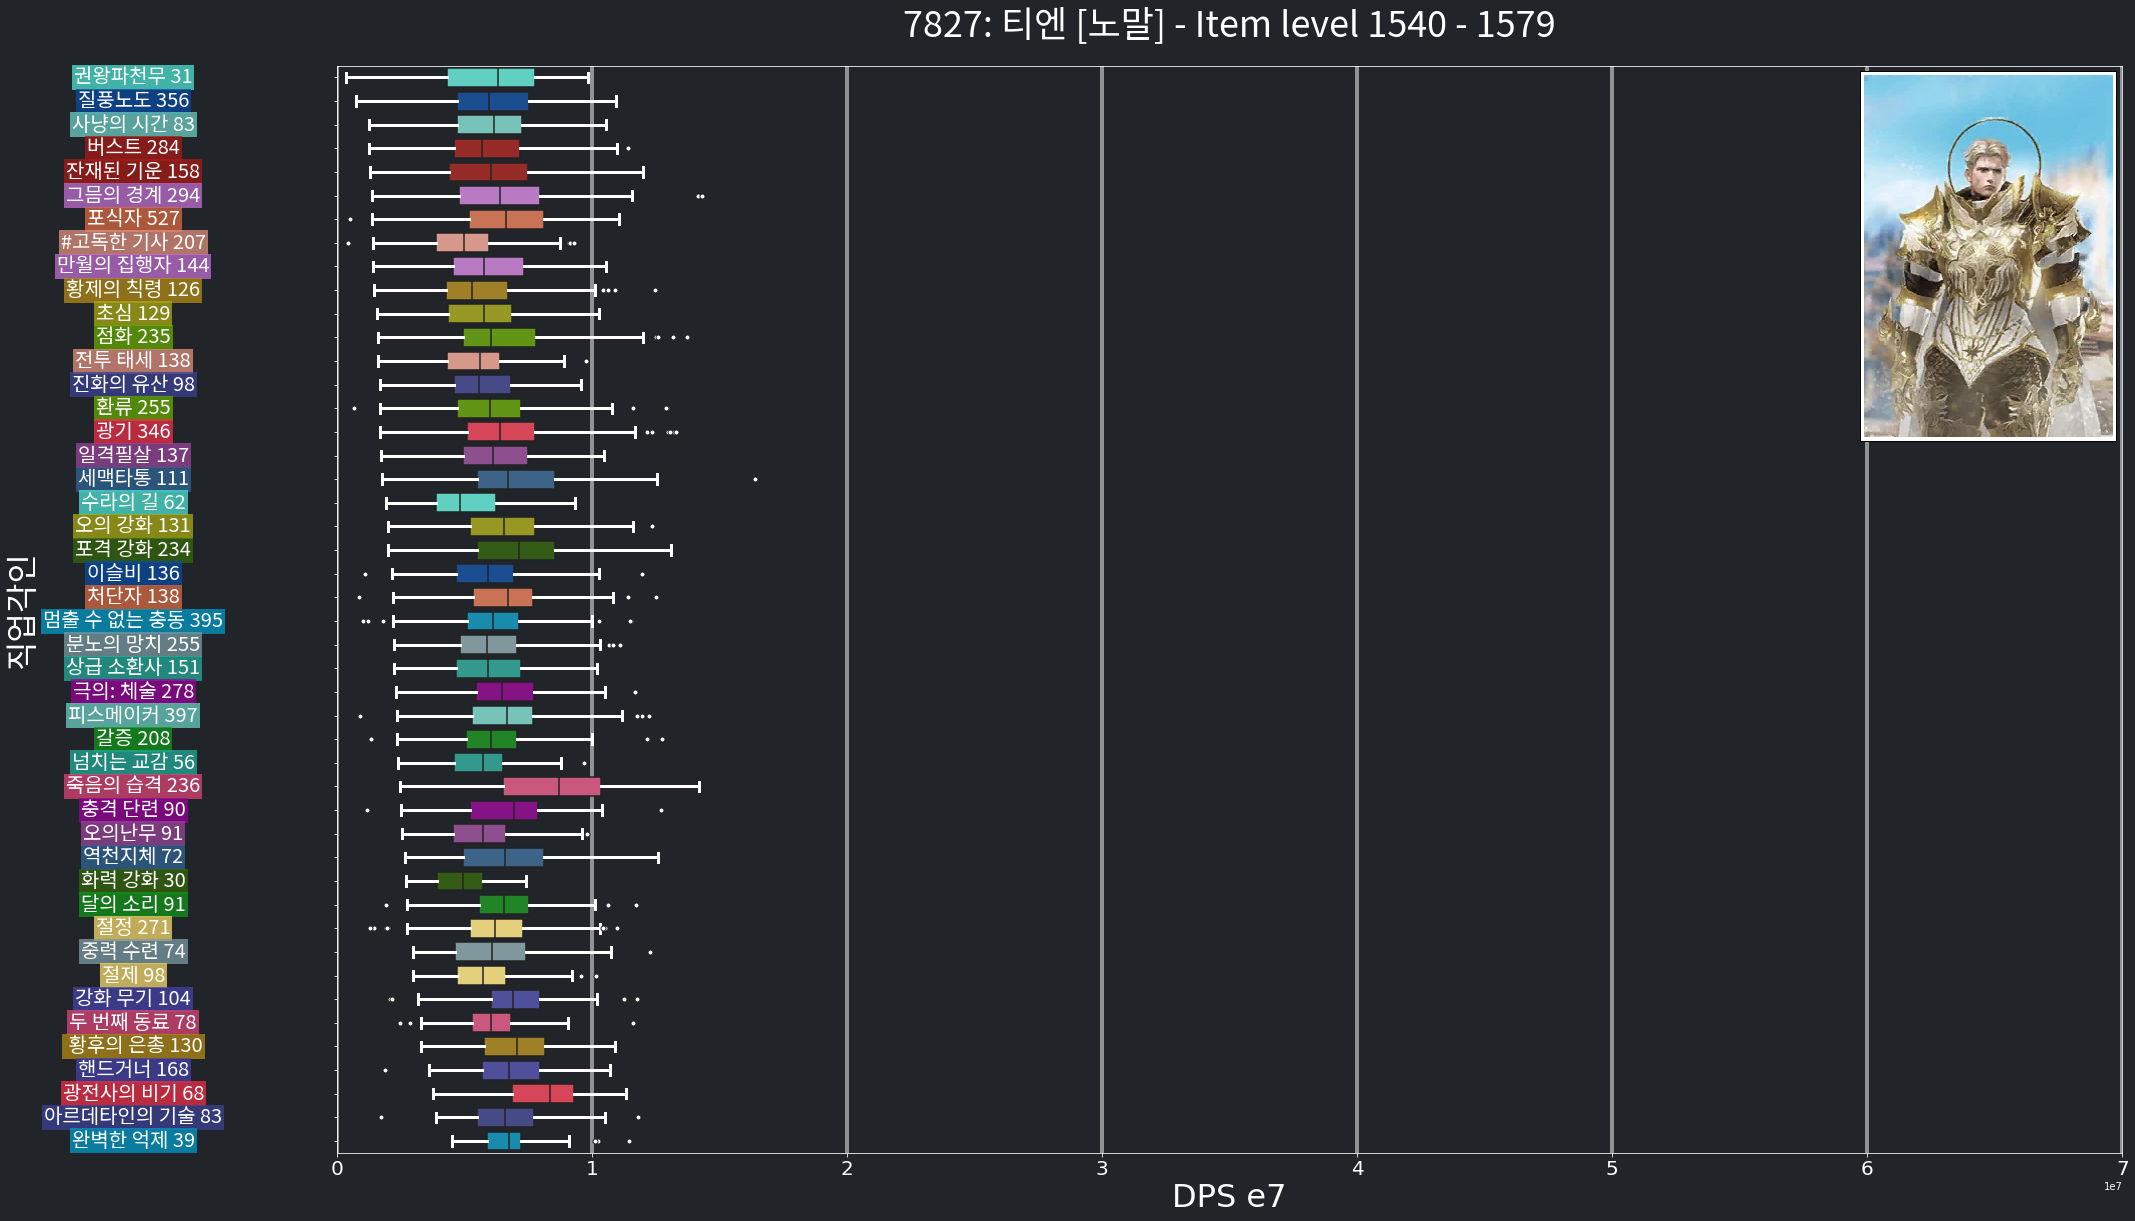 7827: 티엔 [노말] - Item level 1540 - 1579
권왕파천무 31
질풍노도 356
사냥의 시간 83
버스트 284
잔재된 기운 158
그믐의 경계 294
포식자 527
#고독한 기사 207
만월의 집행자 144
황제의 칙령 126
초심 129
점화 235
전투 태세 138
진화의 유산 98
환류 255
광기 346
일격필살 137
세맥타통 111
수라의 길 62
오의 강화 131
포격 강화 234
이슬비 136
처단자 138
멈출 수 없는 충동 395
분노의 망치 255
상급 소환사 151
극의: 체술 278
피스메이커 397
갈증 208
넘치는 교감 56
죽음의 습격 236
충격 단련 90
오의난무 91
역천지체 72
화력 강화 30
달의 소리 91
절정 271
중력 수련 74
절제 98
강화 무기 104
두 번째 동료 78
황후의 은총 130
핸드거너 168
광전사의 비기 68
아르데타인의 기술 83
완벽한 억제 39
직업각인
0 1 2 3 4 5 6 7
1e7
DPS e7